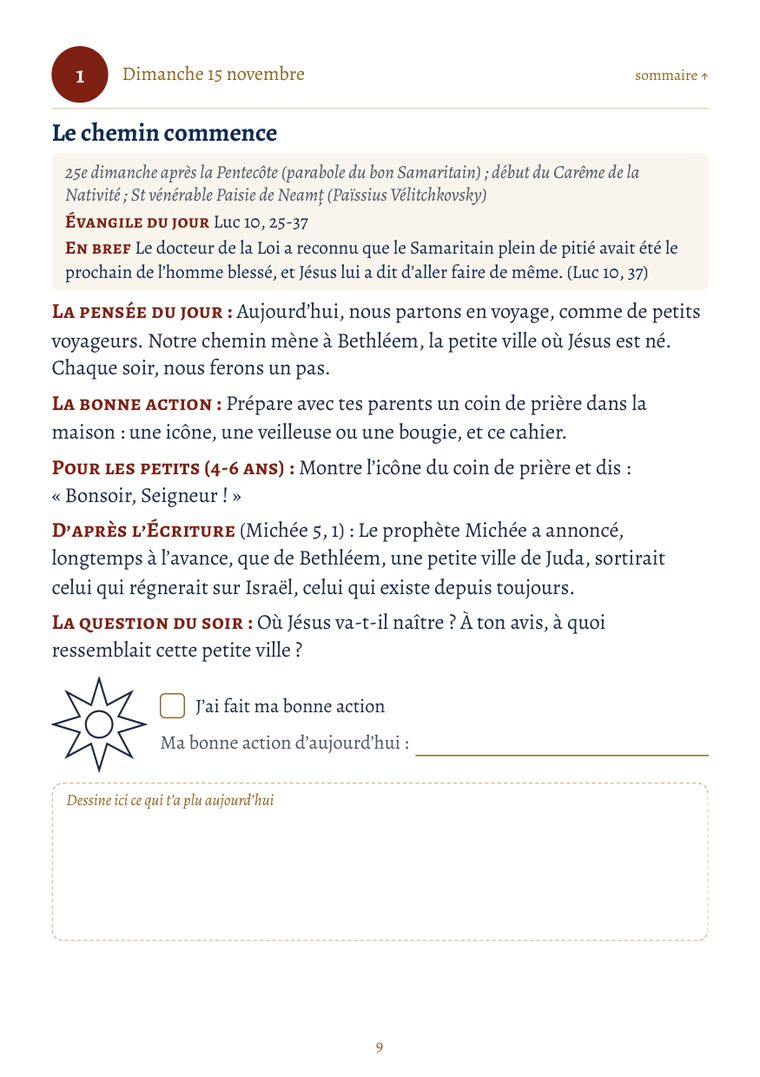 1
Dimanche 15 novembre
sommaire ↑
Le chemin commence
25e dimanche après la Pentecôte (parabole du bon Samaritain) ; début du Carême de la
Nativité ; St vénérable Paisie de Neamț (Païssius Vélitchkovsky)
Évangile du jour Luc 10, 25-37
En bref Le docteur de la Loi a reconnu que le Samaritain plein de pitié avait été le
prochain de l’homme blessé, et Jésus lui a dit d’aller faire de même. (Luc 10, 37)
La pensée du jour : Aujourd’hui, nous partons en voyage, comme de petits
voyageurs. Notre chemin mène à Bethléem, la petite ville où Jésus est né.
Chaque soir, nous ferons un pas.
La bonne action : Prépare avec tes parents un coin de prière dans la
maison : une icône, une veilleuse ou une bougie, et ce cahier.
Pour les petits (4-6 ans) : Montre l’icône du coin de prière et dis :
« Bonsoir, Seigneur ! »
D’après l’Écriture (Michée 5, 1) : Le prophète Michée a annoncé,
longtemps à l’avance, que de Bethléem, une petite ville de Juda, sortirait
celui qui régnerait sur Israël, celui qui existe depuis toujours.
La question du soir : Où Jésus va-t-il naître ? À ton avis, à quoi
ressemblait cette petite ville ?
J’ai fait ma bonne action
Ma bonne action d’aujourd’hui :
Dessine ici ce qui t’a plu aujourd’hui
9